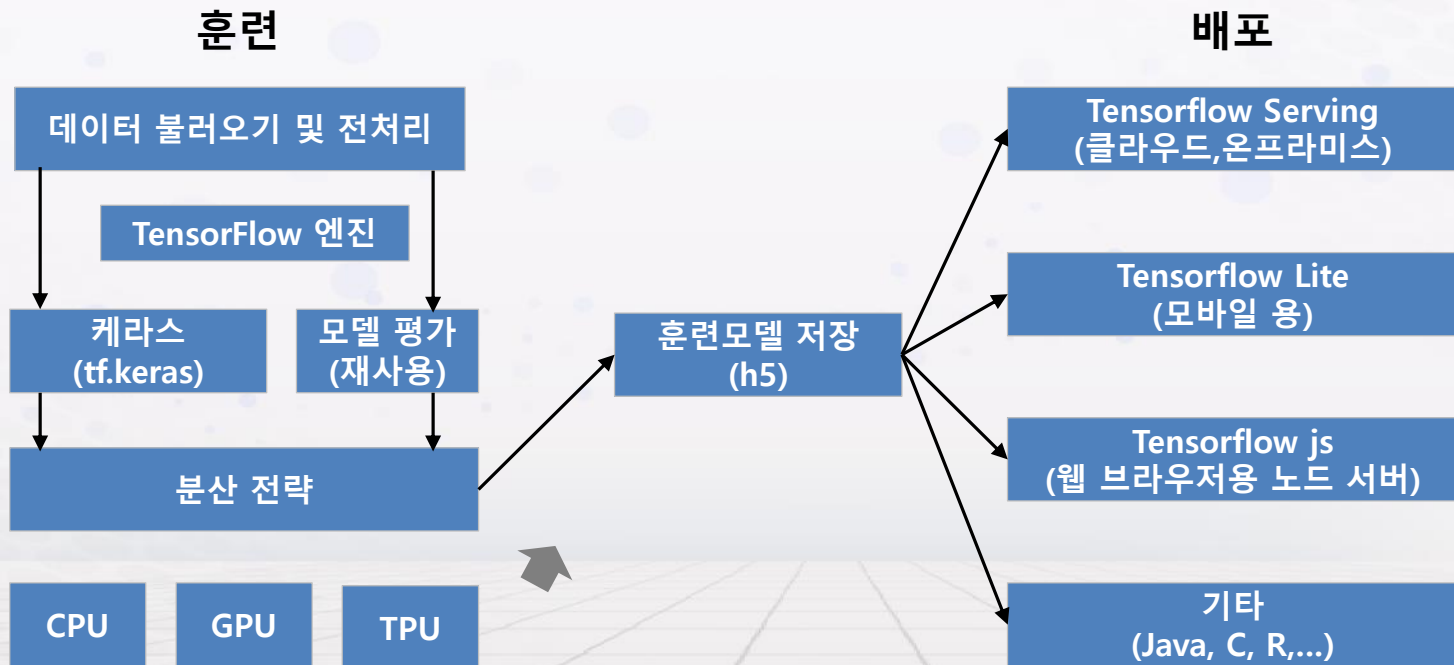 훈련
데이터 불러오기 및 전처리
TensorFlow 엔진
케라스
(tf.keras)
모델 평가
(재사용)
분산 전략
CPU
GPU
TPU
훈련모델 저장
(h5)
배포
Tensorflow Serving
(클라우드,온프라미스)
Tensorflow Lite
(모바일 용)
Tensorflow js
(웹 브라우저용 노드 서버)
기타
(Java, C, R,...)